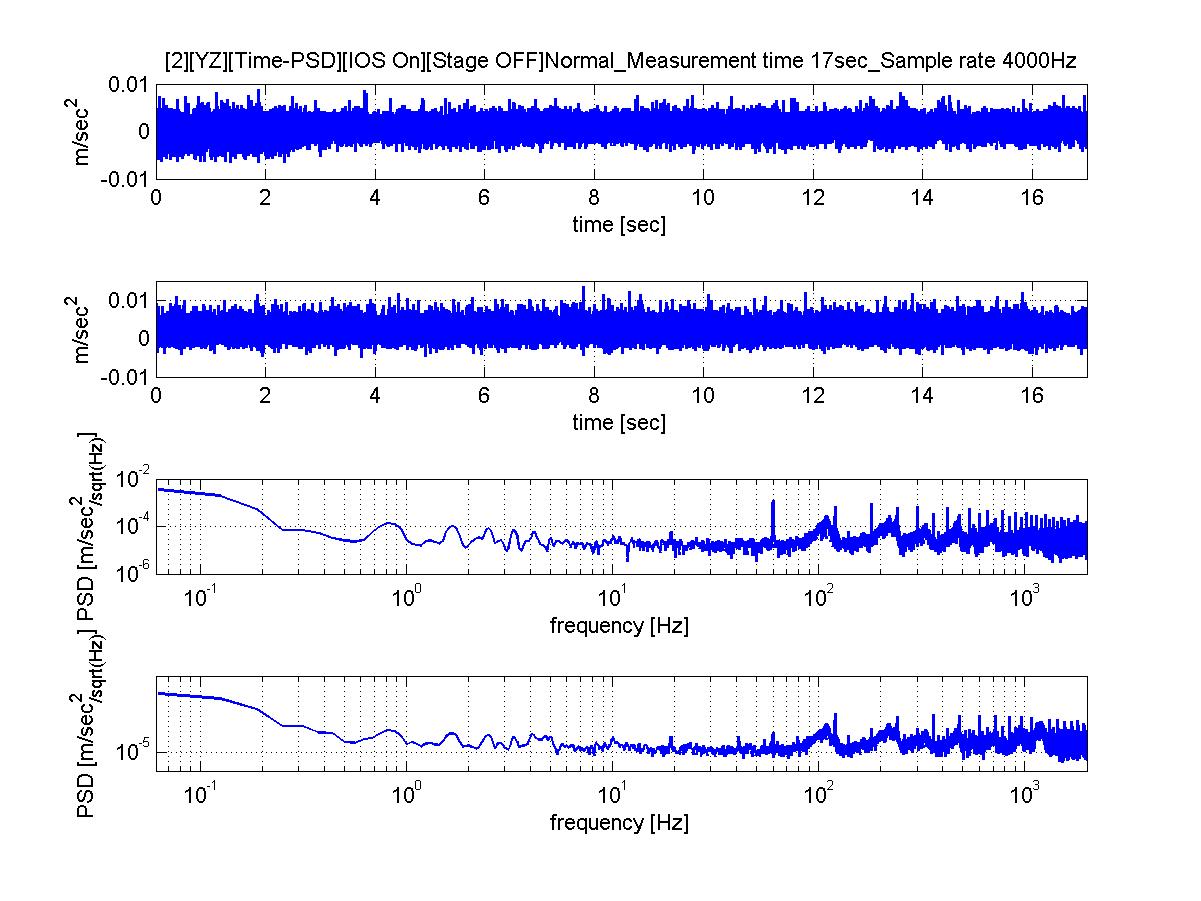 [2][YZ][Time-PSD][IOS On][Stage OFF]Normal_Measurement time 17sec_Sample rate 4000Hz
0.01
0
-0.01
m/sec²
0 2 4 6 8 10 12 14 16
time [sec]
0.01
0
-0.01
m/sec²
0 2 4 6 8 10 12 14 16
time [sec]
10⁻²
10⁻⁴
10⁻⁶
PSD [m/sec²/sqrt(Hz)]
10⁻¹ 10⁰ 10¹ 10² 10³
frequency [Hz]
10⁻⁵
PSD [m/sec²/sqrt(Hz)]
10⁻¹ 10⁰ 10¹ 10² 10³
frequency [Hz]